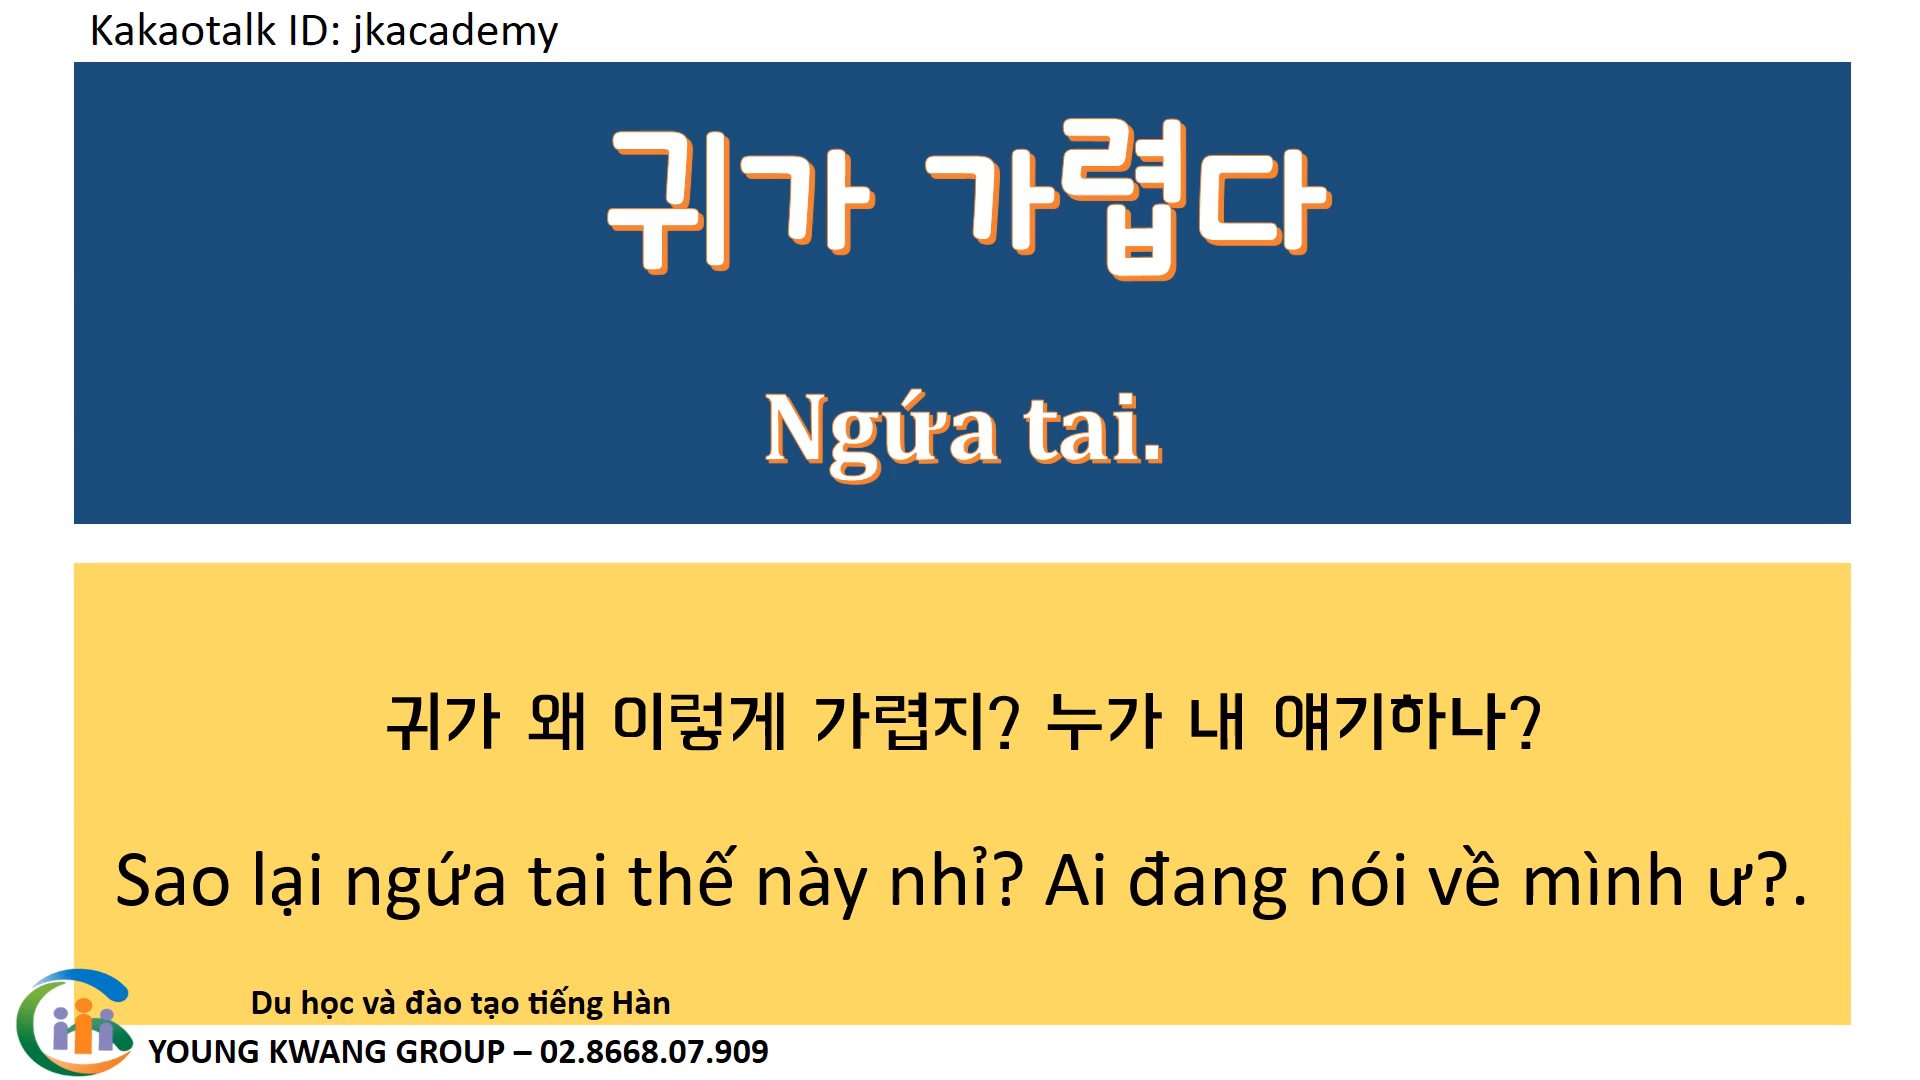 Kakaotalk ID: jkacademy
귀가 가렵다
Ngứa tai.
귀가 왜 이렇게 가렵지? 누가 내 얘기하나?
Sao lại ngứa tai thế này nhỉ? Ai đang nói về mình ư?.
Du học và đào tạo tiếng Hàn
YOUNG KWANG GROUP – 02.8668.07.909